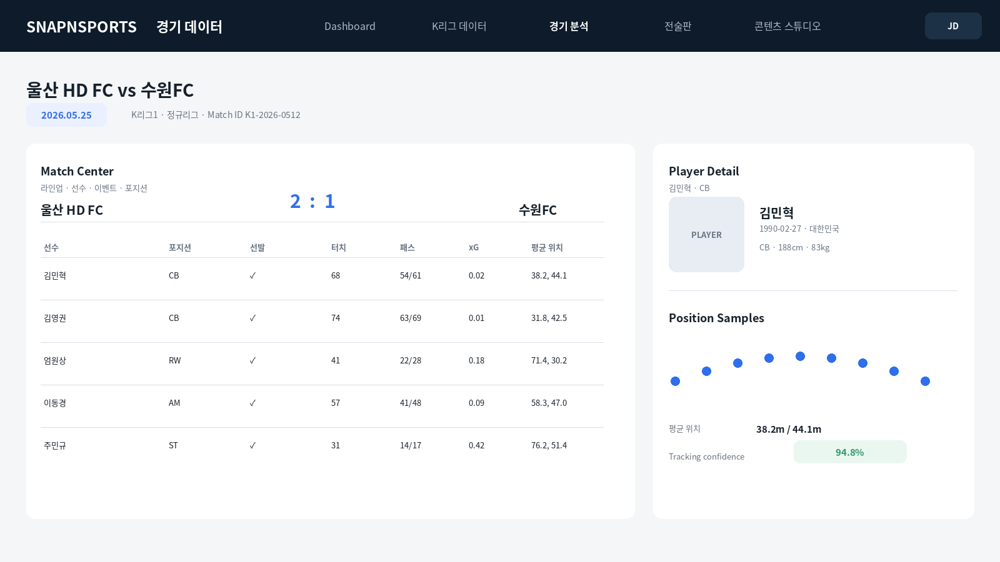 SNAPNSPORTS 경기 데이터 Dashboard K리그 데이터 경기 분석 전술판 콘텐츠 스튜디오 JD
울산 HD FC vs 수원FC
2026.05.25 K리그1 · 정규리그 · Match ID K1-2026-0512
Match Center
라인업 · 선수 · 이벤트 · 포지션
울산 HD FC 2 : 1 수원FC
선수 포지션 선발 터치 패스 xG 평균 위치
김민혁 CB ✓ 68 54/61 0.02 38.2, 44.1
김영권 CB ✓ 74 63/69 0.01 31.8, 42.5
엄원상 RW ✓ 41 22/28 0.18 71.4, 30.2
이동경 AM ✓ 57 41/48 0.09 58.3, 47.0
주민규 ST ✓ 31 14/17 0.42 76.2, 51.4
Player Detail
김민혁 · CB
PLAYER
김민혁
1990-02-27 · 대한민국
CB · 188cm · 83kg
Position Samples
평균 위치 38.2m / 44.1m
Tracking confidence 94.8%